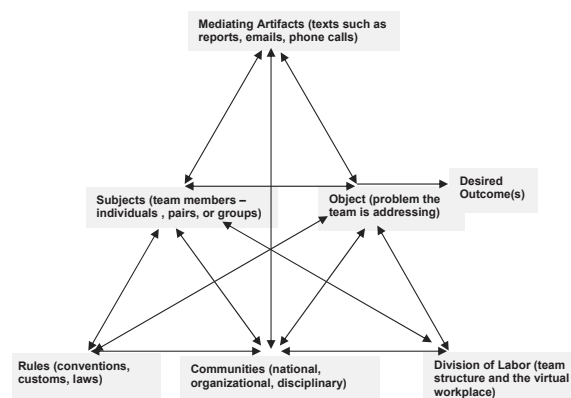 Mediating Artifacts (texts such as
reports, emails, phone calls)
Subjects (team members –
individuals , pairs, or groups)
Object (problem the
team is addressing)
Desired
Outcome(s)
Rules (conventions,
customs, laws)
Communities (national,
organizational, disciplinary)
Division of Labor (team
structure and the virtual
workplace)